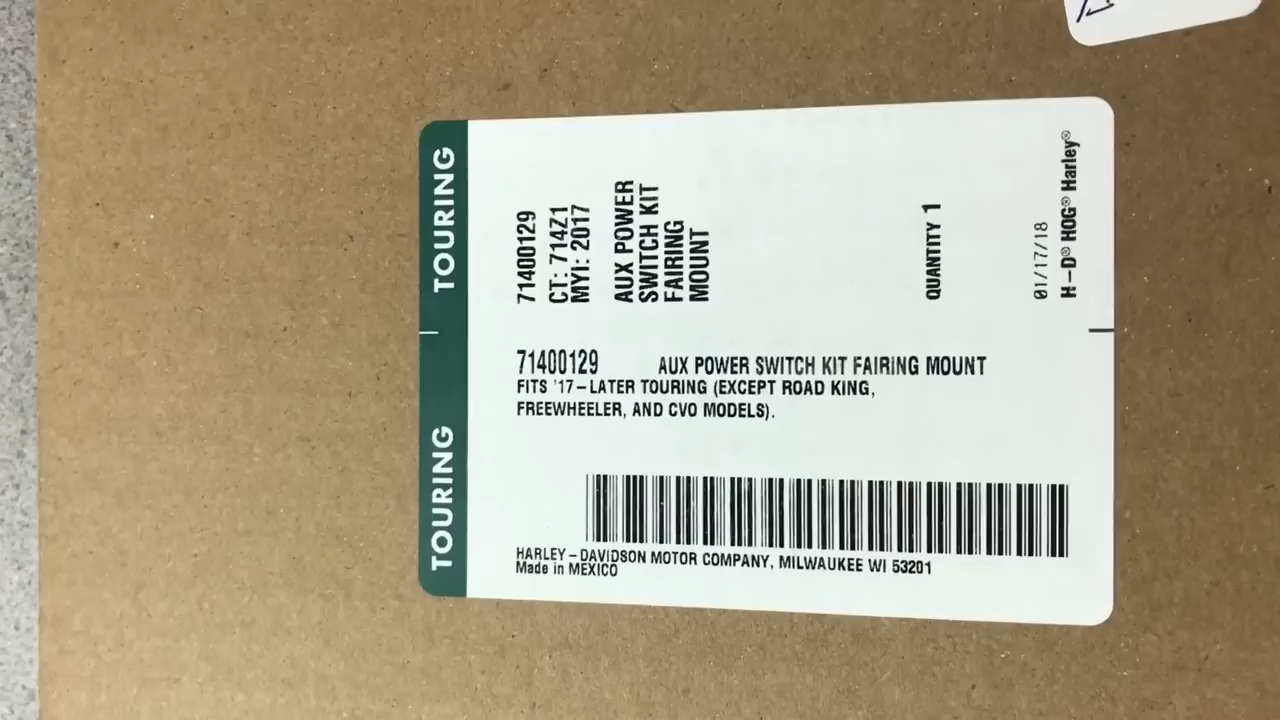 TOURING
TOURING
71400129
CT: 714Z1
MYI: 2017
AUX POWER
SWITCH KIT
FAIRING
MOUNT
QUANTITY 1
01/17/18
H-D® HOG® Harley®
71400129 AUX POWER SWITCH KIT FAIRING MOUNT
FITS '17-LATER TOURING (EXCEPT ROAD KING,
FREEWHEELER, AND CVO MODELS).
HARLEY-DAVIDSON MOTOR COMPANY, MILWAUKEE WI 53201
Made in MEXICO